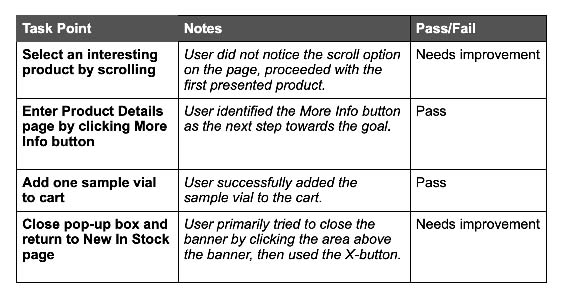 Task Point Notes Pass/Fail
Select an interesting product by scrolling
User did not notice the scroll option on the page, proceeded with the first presented product.
Needs improvement
Enter Product Details page by clicking More Info button
User identified the More Info button as the next step towards the goal.
Pass
Add one sample vial to cart
User successfully added the sample vial to the cart.
Pass
Close pop-up box and return to New In Stock page
User primarily tried to close the banner by clicking the area above the banner, then used the X-button.
Needs improvement